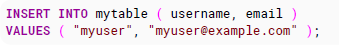 INSERT INTO mytable ( username, email )
VALUES ( "myuser", "myuser@example.com" );